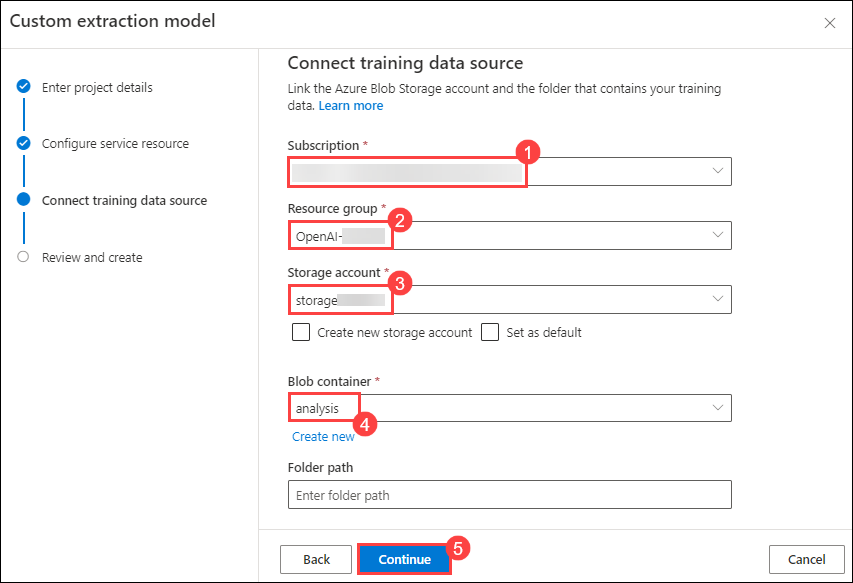 Custom extraction model
Enter project details
Configure service resource
Connect training data source
Review and create
Connect training data source
Link the Azure Blob Storage account and the folder that contains your training
data. Learn more
Subscription *
1
Resource group *
2
OpenAI-
Storage account *
3
storage
Create new storage account
Set as default
Blob container *
analysis
4
Create new
Folder path
Enter folder path
Back
Continue
5
Cancel